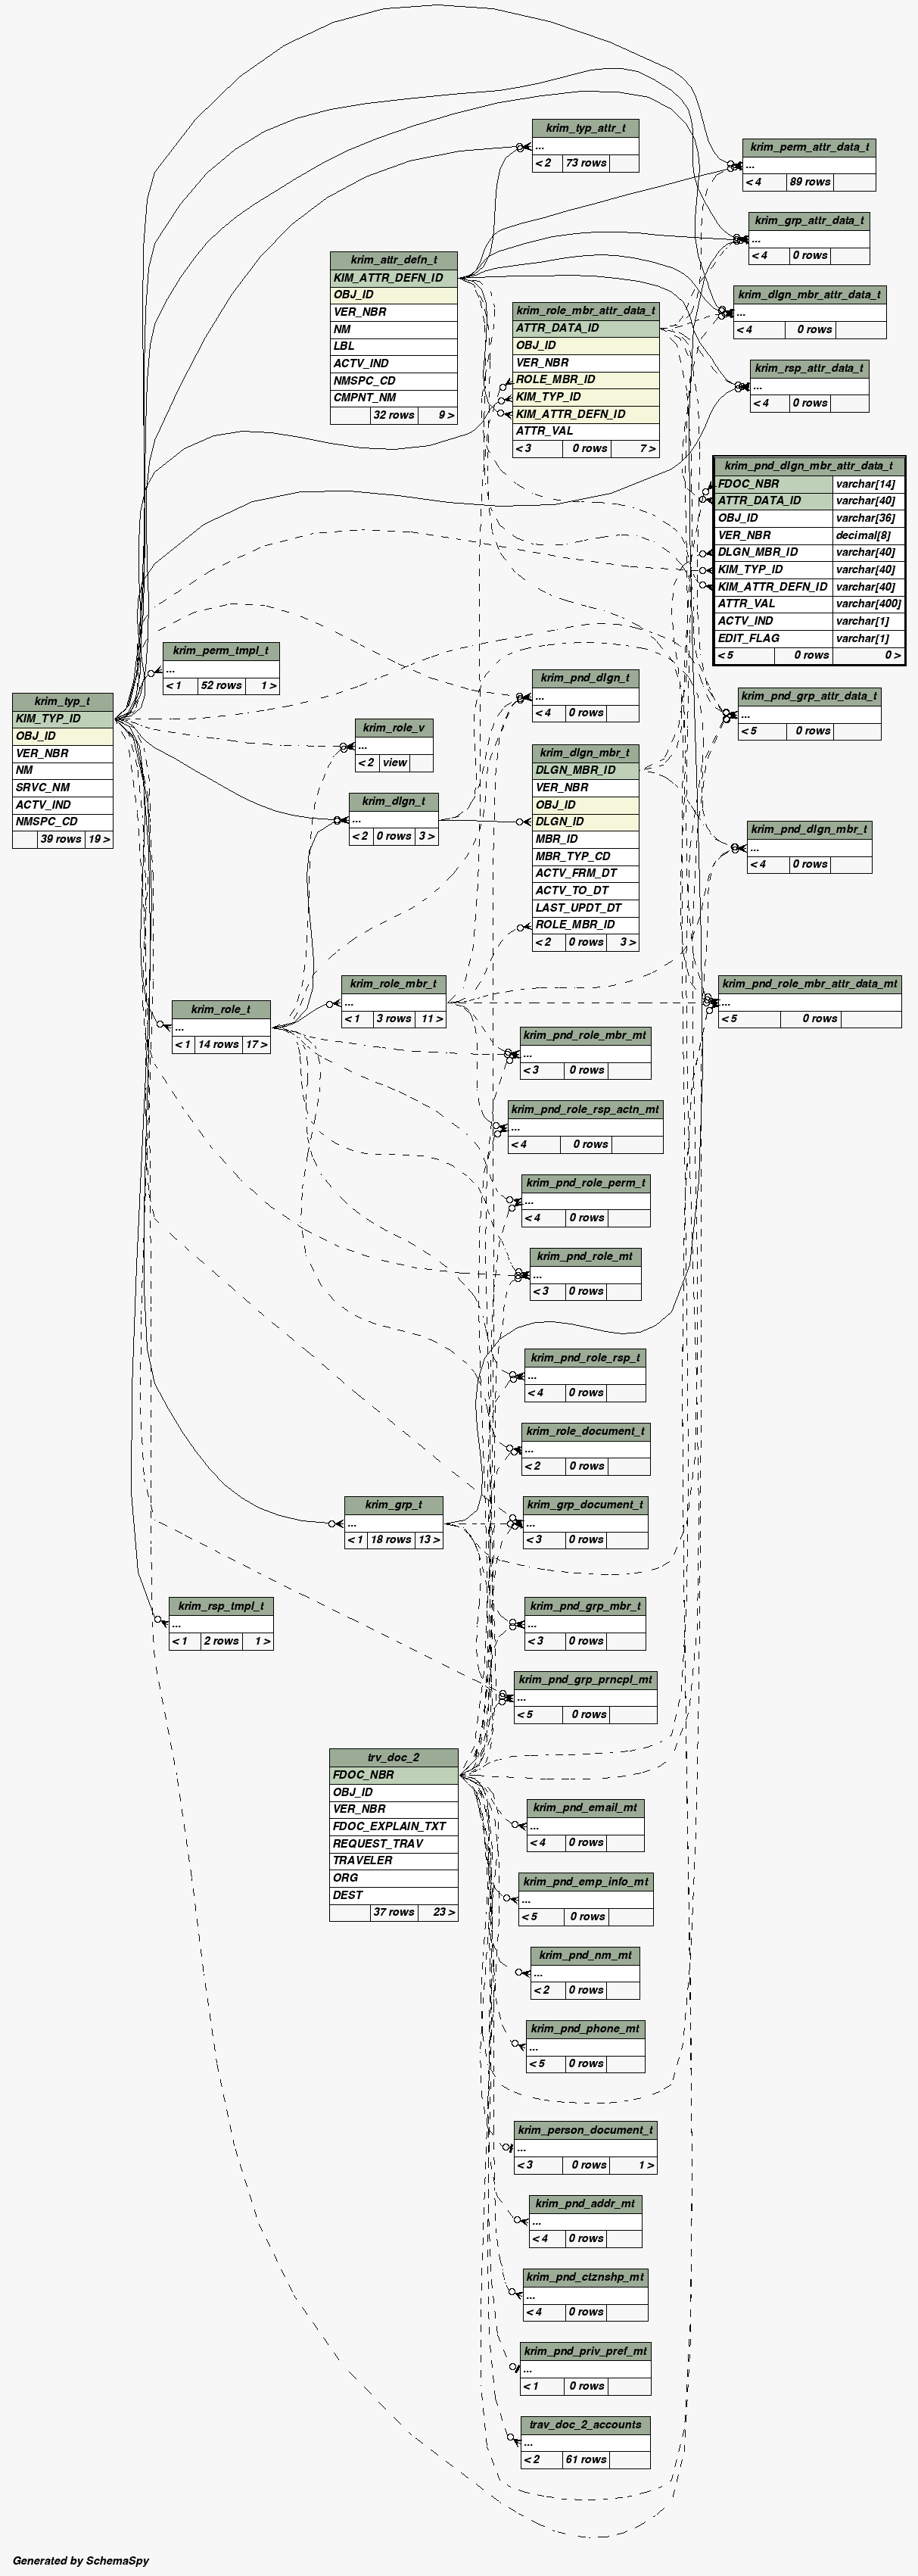 krim_typ_attr_t
...
< 2 73 rows
krim_perm_attr_data_t
...
< 4 89 rows
krim_grp_attr_data_t
...
< 4 0 rows
krim_attr_defn_t
KIM_ATTR_DEFN_ID
OBJ_ID
VER_NBR
NM
LBL
ACTV_IND
NMSPC_CD
CMPNT_NM
32 rows 9 >
krim_dlgn_mbr_attr_data_t
...
< 4 0 rows
krim_role_mbr_attr_data_t
ATTR_DATA_ID
OBJ_ID
VER_NBR
ROLE_MBR_ID
KIM_TYP_ID
KIM_ATTR_DEFN_ID
ATTR_VAL
< 3 0 rows 7 >
krim_rsp_attr_data_t
...
< 4 0 rows
krim_pnd_dlgn_mbr_attr_data_t
FDOC_NBR varchar[14]
ATTR_DATA_ID varchar[40]
OBJ_ID varchar[36]
VER_NBR decimal[8]
DLGN_MBR_ID varchar[40]
KIM_TYP_ID varchar[40]
KIM_ATTR_DEFN_ID varchar[40]
ATTR_VAL varchar[400]
ACTV_IND varchar[1]
EDIT_FLAG varchar[1]
< 5 0 rows 0 >
krim_perm_tmpl_t
...
< 1 52 rows 1 >
krim_pnd_dlgn_t
...
< 4 0 rows
krim_pnd_grp_attr_data_t
...
< 5 0 rows
krim_typ_t
KIM_TYP_ID
OBJ_ID
VER_NBR
NM
SRVC_NM
ACTV_IND
NMSPC_CD
39 rows 19 >
krim_role_v
...
< 2 view
krim_dlgn_mbr_t
DLGN_MBR_ID
VER_NBR
OBJ_ID
DLGN_ID
MBR_ID
MBR_TYP_CD
ACTV_FRM_DT
ACTV_TO_DT
LAST_UPDT_DT
ROLE_MBR_ID
< 2 0 rows 3 >
krim_dlgn_t
...
< 2 0 rows 3 >
krim_pnd_dlgn_mbr_t
...
< 4 0 rows
krim_role_mbr_t
...
< 1 3 rows 11 >
krim_pnd_role_mbr_attr_data_mt
...
< 5 0 rows
krim_role_t
...
< 1 14 rows 17 >
krim_pnd_role_mbr_mt
...
< 3 0 rows
krim_pnd_role_rsp_actn_mt
...
< 4 0 rows
krim_pnd_role_perm_t
...
< 4 0 rows
krim_pnd_role_mt
...
< 3 0 rows
krim_pnd_role_rsp_t
...
< 4 0 rows
krim_role_document_t
...
< 2 0 rows
krim_grp_t
...
< 1 18 rows 13 >
krim_grp_document_t
...
< 3 0 rows
krim_rsp_tmpl_t
...
< 1 2 rows 1 >
krim_pnd_grp_mbr_t
...
< 3 0 rows
krim_pnd_grp_prncpl_mt
...
< 5 0 rows
trv_doc_2
FDOC_NBR
OBJ_ID
VER_NBR
FDOC_EXPLAIN_TXT
REQUEST_TRAV
TRAVELER
ORG
DEST
37 rows 23 >
krim_pnd_email_mt
...
< 4 0 rows
krim_pnd_emp_info_mt
...
< 5 0 rows
krim_pnd_nm_mt
...
< 2 0 rows
krim_pnd_phone_mt
...
< 5 0 rows
krim_person_document_t
...
< 3 0 rows 1 >
krim_pnd_addr_mt
...
< 4 0 rows
krim_pnd_ctznshp_mt
...
< 4 0 rows
krim_pnd_priv_pref_mt
...
< 1 0 rows
trav_doc_2_accounts
...
< 2 61 rows
Generated by SchemaSpy